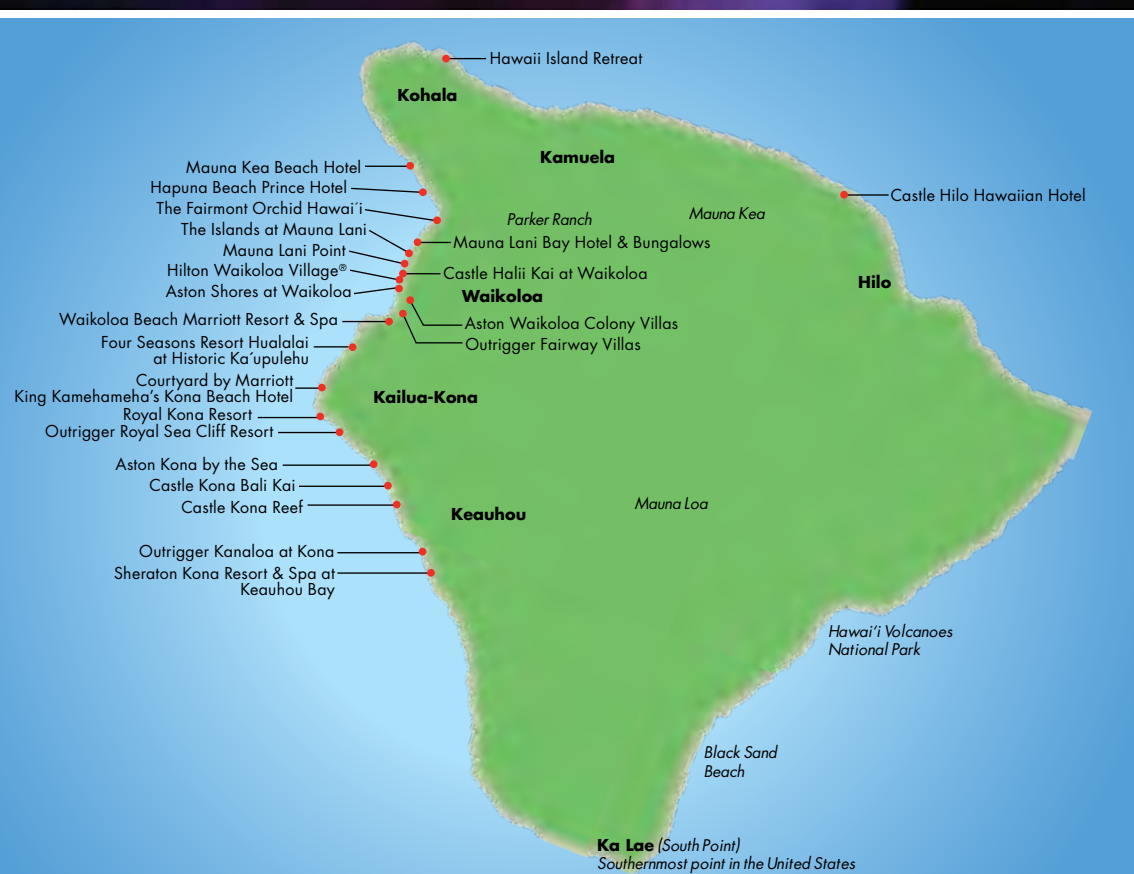 Hawaii Island Retreat
Kohala
Kamuela
Mauna Kea Beach Hotel
Hapuna Beach Prince Hotel
The Fairmont Orchid Hawai´i
The Islands at Mauna Lani
Mauna Lani Point
Hilton Waikoloa Village®
Aston Shores at Waikoloa
Waikoloa Beach Marriott Resort & Spa
Four Seasons Resort Hualalai
at Historic Ka´upulehu
Courtyard by Marriott
King Kamehameha's Kona Beach Hotel
Royal Kona Resort
Outrigger Royal Sea Cliff Resort
Aston Kona by the Sea
Castle Kona Bali Kai
Castle Kona Reef
Outrigger Kanaloa at Kona
Sheraton Kona Resort & Spa at
Keauhou Bay
Parker Ranch
Mauna Kea
Castle Hilo Hawaiian Hotel
Mauna Lani Bay Hotel & Bungalows
Castle Halii Kai at Waikoloa
Waikoloa
Hilo
Aston Waikoloa Colony Villas
Outrigger Fairway Villas
Kailua-Kona
Keauhou
Mauna Loa
Hawai‘i Volcanoes
National Park
Black Sand
Beach
Ka Lae (South Point)
Southernmost point in the United States